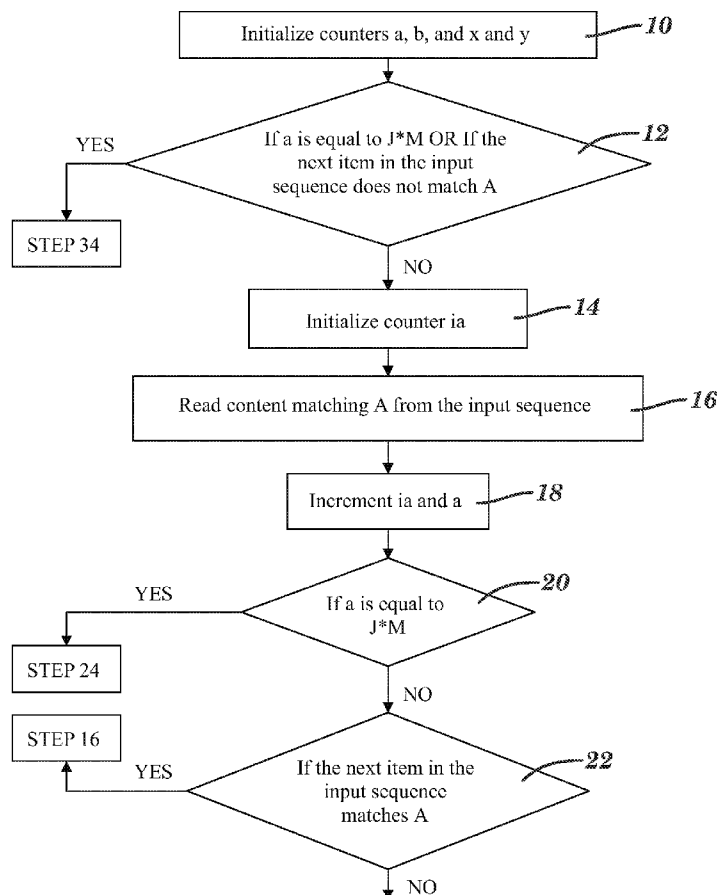 Initialize counters a, b, and x and y
10
If a is equal to J*M OR If the
next item in the input
sequence does not match A
12
YES
STEP 34
NO
Initialize counter ia
14
Read content matching A from the input sequence
16
Increment ia and a
18
If a is equal to
J*M
20
YES
STEP 24
NO
If the next item in the
input sequence
matches A
22
STEP 16
YES
NO